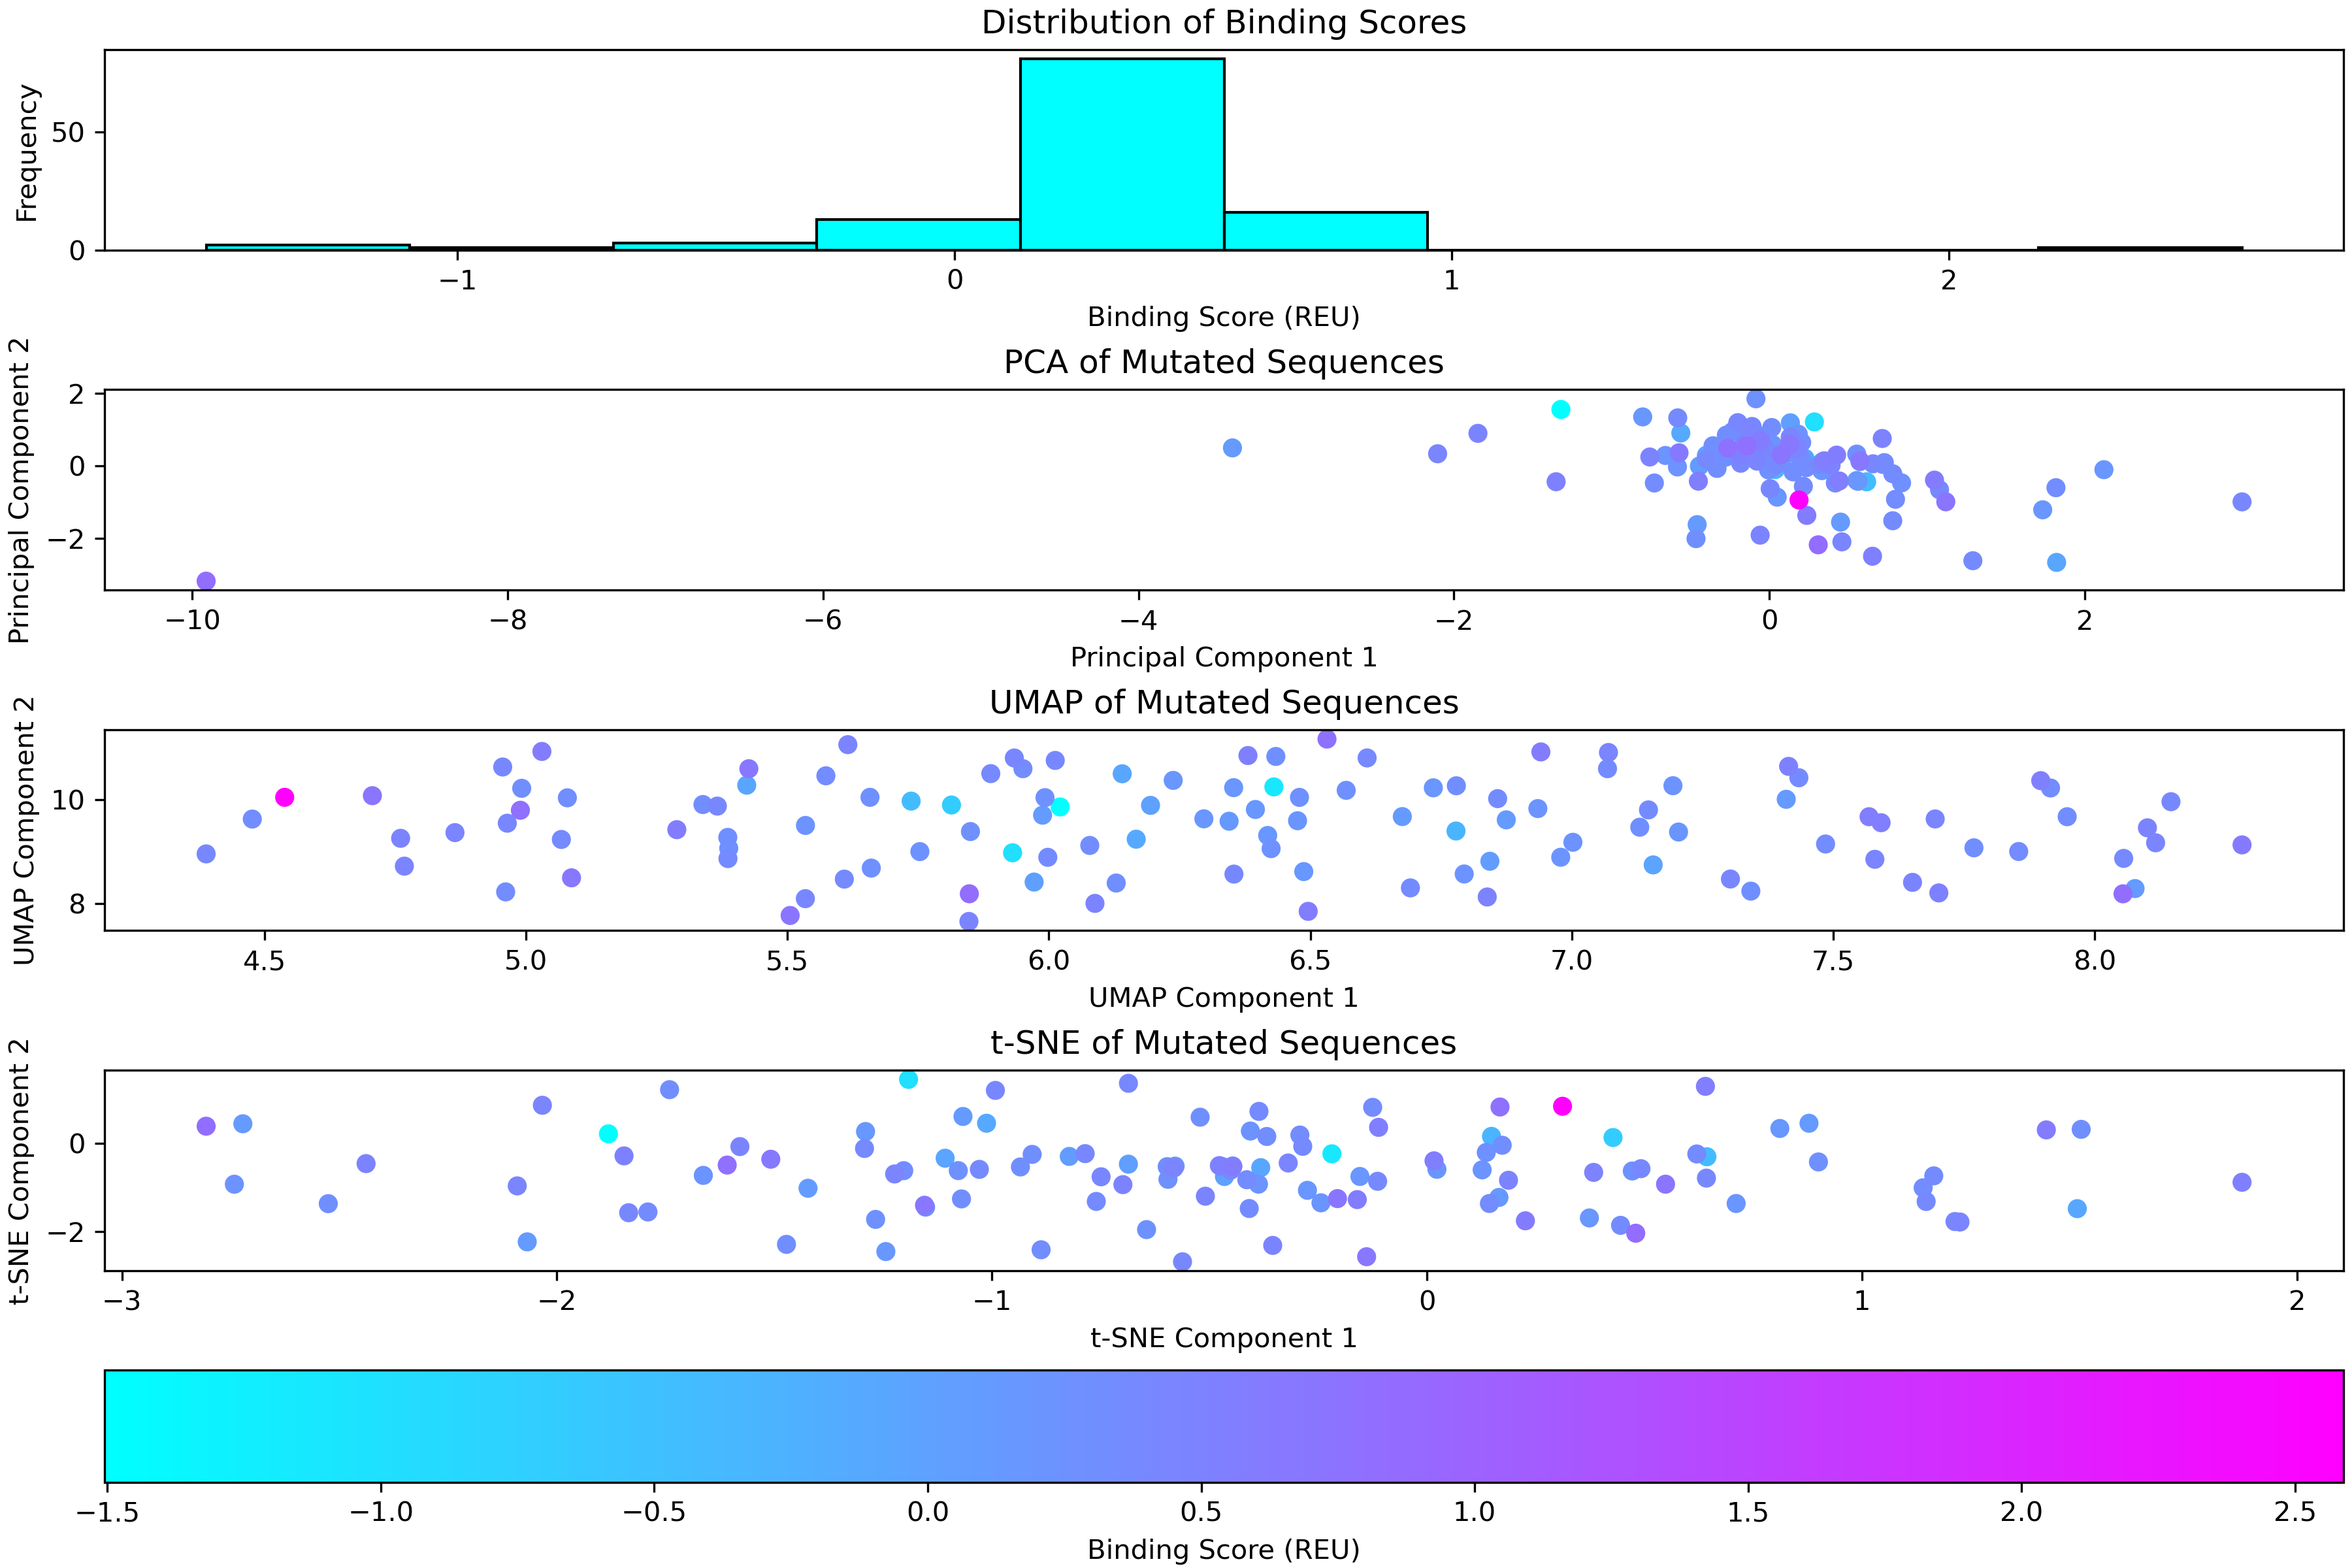 Distribution of Binding Scores
Frequency
50
0
−1 0 1 2
Binding Score (REU)
PCA of Mutated Sequences
Principal Component 2
2
0
−2
−10 −8 −6 −4 −2 0 2
Principal Component 1
UMAP of Mutated Sequences
UMAP Component 2
10
8
4.5 5.0 5.5 6.0 6.5 7.0 7.5 8.0
UMAP Component 1
t-SNE of Mutated Sequences
t-SNE Component 2
0
−2
−3 −2 −1 0 1 2
t-SNE Component 1
−1.5 −1.0 −0.5 0.0 0.5 1.0 1.5 2.0 2.5
Binding Score (REU)